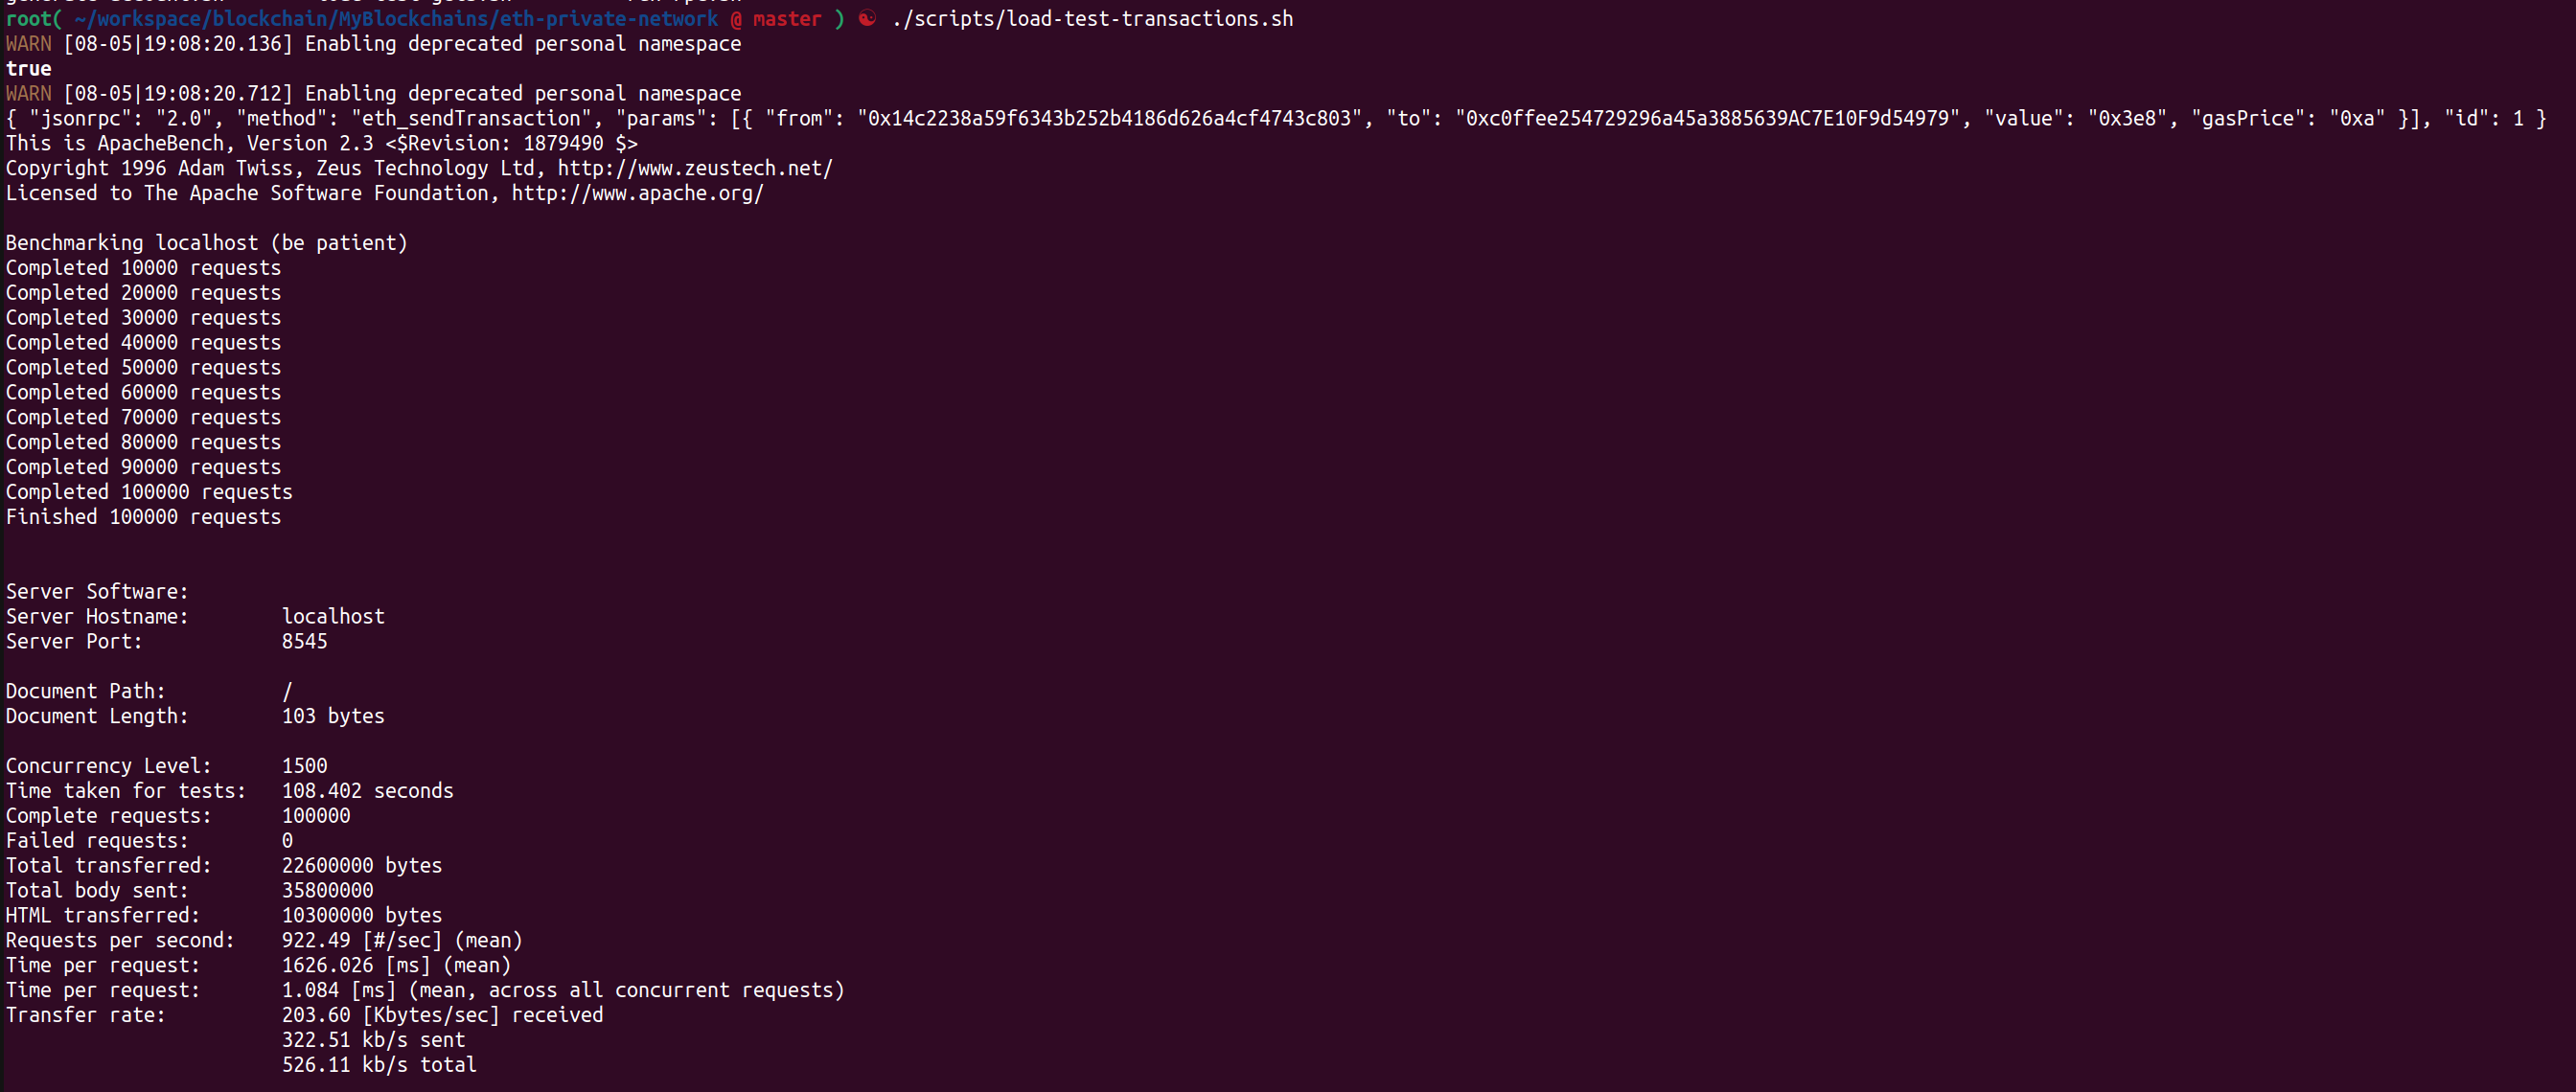 root( ~/workspace/blockchain/MyBlockchains/eth-private-network @ master ) ☯ ./scripts/load-test-transactions.sh
WARN [08-05|19:08:20.136] Enabling deprecated personal namespace
true
WARN [08-05|19:08:20.712] Enabling deprecated personal namespace
{ "jsonrpc": "2.0", "method": "eth_sendTransaction", "params": [{ "from": "0x14c2238a59f6343b252b4186d626a4cf4743c803", "to": "0xc0ffee254729296a45a3885639AC7E10F9d54979", "value": "0x3e8", "gasPrice": "0xa" }], "id": 1 }
This is ApacheBench, Version 2.3 <$Revision: 1879490 $>
Copyright 1996 Adam Twiss, Zeus Technology Ltd, http://www.zeustech.net/
Licensed to The Apache Software Foundation, http://www.apache.org/
Benchmarking localhost (be patient)
Completed 10000 requests
Completed 20000 requests
Completed 30000 requests
Completed 40000 requests
Completed 50000 requests
Completed 60000 requests
Completed 70000 requests
Completed 80000 requests
Completed 90000 requests
Completed 100000 requests
Finished 100000 requests
Server Software:
Server Hostname: localhost
Server Port: 8545
Document Path: /
Document Length: 103 bytes
Concurrency Level: 1500
Time taken for tests: 108.402 seconds
Complete requests: 100000
Failed requests: 0
Total transferred: 22600000 bytes
Total body sent: 35800000
HTML transferred: 10300000 bytes
Requests per second: 922.49 [#/sec] (mean)
Time per request: 1626.026 [ms] (mean)
Time per request: 1.084 [ms] (mean, across all concurrent requests)
Transfer rate: 203.60 [Kbytes/sec] received
322.51 kb/s sent
526.11 kb/s total